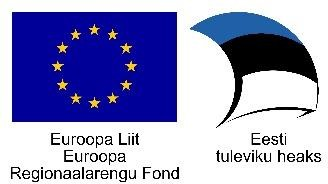 Euroopa Liit
Euroopa
Regionaalarengu Fond
Eesti
tuleviku heaks